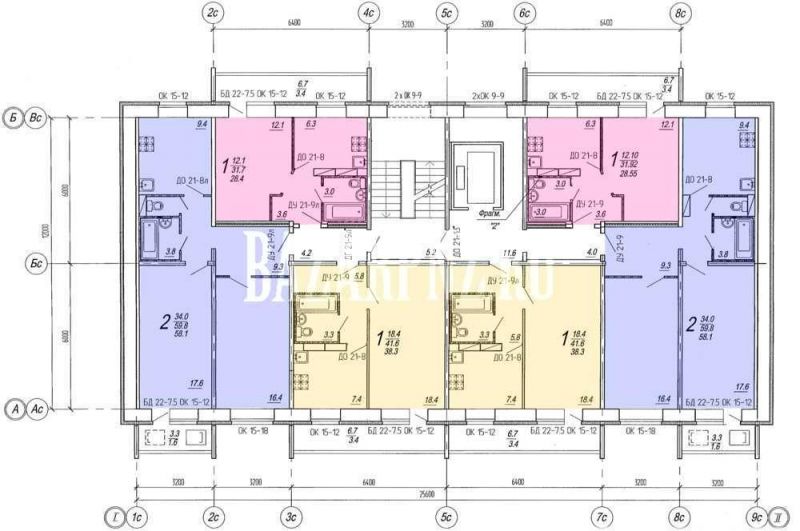 2с 4с 5с 6с 8с
6400 3200 3200 6400
6.7
3.4
6.7
3.4
ОК 15-12 БД 22-7.5 ОК 15-12 ОК 15-12 2хОК 9-9 2хОК 9-9 ОК 15-12 БД 22-7.5 ОК 15-12 ОК 15-12
Б Вс
9.4 12.1 6.3 6.3 12.1 9.4
1 12.1
31.7
28.4
ДО 21-8
1 12.10
31.92
28.55
ДО 21-8
ДО 21-8л
ДО 21-8
3.0
3.0
Фрагм.
"2"
3.0
ДУ 21-9л
ДУ 21-9
3.6
3.6
3.8
3.8
6000
12000
6000
ДУ 21-9л
ДГ 21-9л
ДО 21-13
ДУ 21-9
4.2 5.2 11.6 4.0
Бс
9.3
9.3
BAZARPNZ.RU
ДУ 21-9 5.8
ДУ 21-9л
3.3
3.3
5.8
ДО 21-8
ДО 21-8
2 34.0
59.8
58.1
1 18.4
41.6
38.3
1 18.4
41.6
38.3
2 34.0
59.8
58.1
17.6
16.4
7.4
18.4
7.4
18.4
16.4
17.6
БД 22-7.5 ОК 15-12
БД 22-7.5 ОК 15-12
А Ас
3.3
1.6
ОК 15-18
ОК 15-12
6.7
3.4
БД 22-7.5 ОК 15-12
ОК 15-12
6.7
3.4
БД 22-7.5 ОК 15-12
ОК 15-18
3.3
1.6
3200 3200 6400 6400 3200 3200
25600
I 1с 2с 3с 5с 7с 8с 9с II